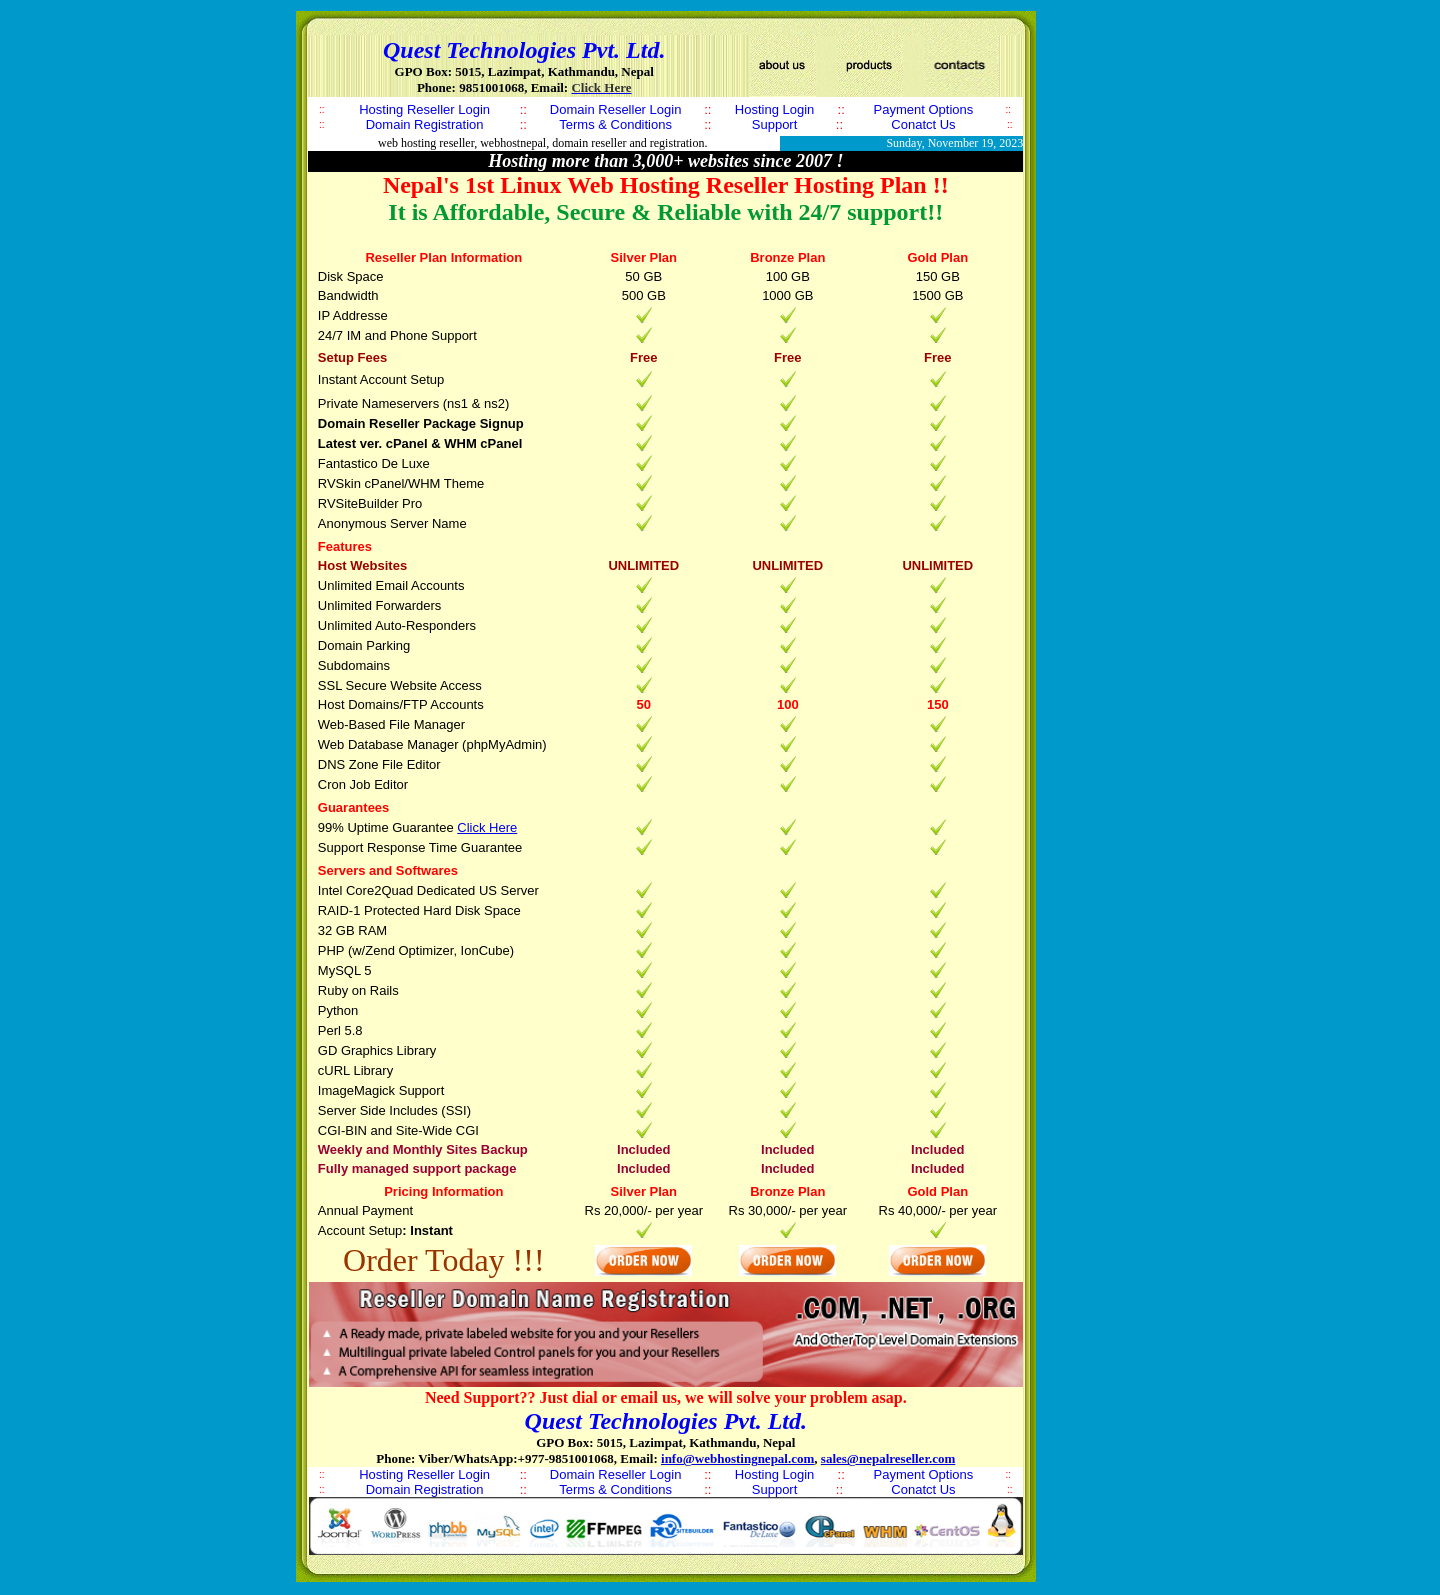 Quest Technologies Pvt. Ltd.
GPO Box: 5015, Lazimpat, Kathmandu, Nepal
Phone: 9851001068, Email: Click Here
about us products contacts
:: Hosting Reseller Login :: Domain Reseller Login :: Hosting Login :: Payment Options ::
:: Domain Registration :: Terms & Conditions :: Support :: Conatct Us ::
web hosting reseller, webhostnepal, domain reseller and registration. Sunday, November 19, 2023
Hosting more than 3,000+ websites since 2007 !
Nepal's 1st Linux Web Hosting Reseller Hosting Plan !!
It is Affordable, Secure & Reliable with 24/7 support!!
Reseller Plan Information Silver Plan Bronze Plan Gold Plan
Disk Space 50 GB 100 GB 150 GB
Bandwidth 500 GB 1000 GB 1500 GB
IP Addresse
24/7 IM and Phone Support
Setup Fees Free Free Free
Instant Account Setup
Private Nameservers (ns1 & ns2)
Domain Reseller Package Signup
Latest ver. cPanel & WHM cPanel
Fantastico De Luxe
RVSkin cPanel/WHM Theme
RVSiteBuilder Pro
Anonymous Server Name
Features
Host Websites UNLIMITED UNLIMITED UNLIMITED
Unlimited Email Accounts
Unlimited Forwarders
Unlimited Auto-Responders
Domain Parking
Subdomains
SSL Secure Website Access
Host Domains/FTP Accounts 50 100 150
Web-Based File Manager
Web Database Manager (phpMyAdmin)
DNS Zone File Editor
Cron Job Editor
Guarantees
99% Uptime Guarantee Click Here
Support Response Time Guarantee
Servers and Softwares
Intel Core2Quad Dedicated US Server
RAID-1 Protected Hard Disk Space
32 GB RAM
PHP (w/Zend Optimizer, IonCube)
MySQL 5
Ruby on Rails
Python
Perl 5.8
GD Graphics Library
cURL Library
ImageMagick Support
Server Side Includes (SSI)
CGI-BIN and Site-Wide CGI
Weekly and Monthly Sites Backup Included Included Included
Fully managed support package Included Included Included
Pricing Information Silver Plan Bronze Plan Gold Plan
Annual Payment Rs 20,000/- per year Rs 30,000/- per year Rs 40,000/- per year
Account Setup: Instant
Order Today !!! ORDER NOW ORDER NOW ORDER NOW
Reseller Domain Name Registration
.COM, .NET , .ORG
And Other Top Level Domain Extensions
A Ready made, private labeled website for you and your Resellers
Multilingual private labeled Control panels for you and your Resellers
A Comprehensive API for seamless integration
Need Support?? Just dial or email us, we will solve your problem asap.
Quest Technologies Pvt. Ltd.
GPO Box: 5015, Lazimpat, Kathmandu, Nepal
Phone: Viber/WhatsApp:+977-9851001068, Email: info@webhostingnepal.com, sales@nepalreseller.com
:: Hosting Reseller Login :: Domain Reseller Login :: Hosting Login :: Payment Options ::
:: Domain Registration :: Terms & Conditions :: Support :: Conatct Us ::
Joomla! WordPress phpBB MySQL intel FFmpeg RVSITEBUILDER Fantastico DeLuxe cPanel WHM CentOS